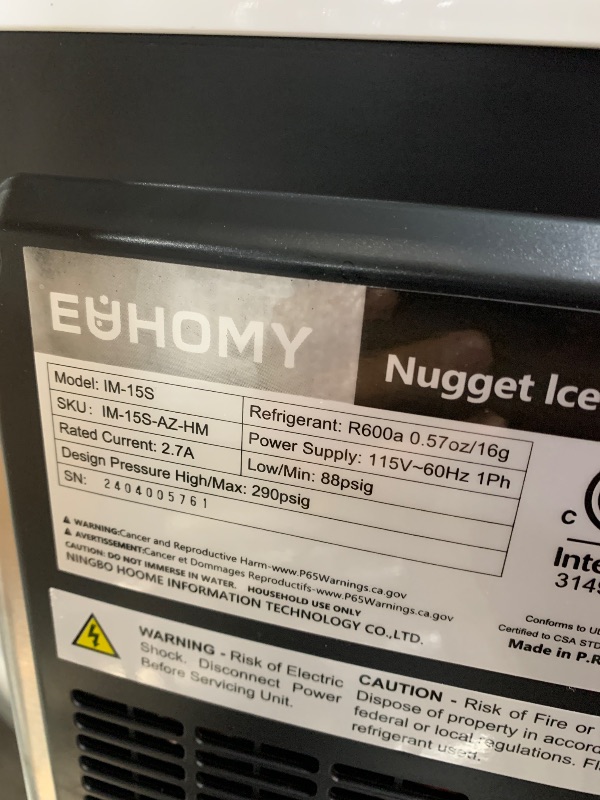 EUHOMY
Nugget Ice
Model: IM-15S
SKU: IM-15S-AZ-HM
Refrigerant: R600a 0.57oz/16g
Rated Current: 2.7A
Power Supply: 115V~60Hz 1Ph
Design Pressure High/Max: 290psig
Low/Min: 88psig
SN: 2404005761
WARNING:Cancer and Reproductive Harm-www.P65Warnings.ca.gov
AVERTISSEMENT:Cancer et Dommages Reproductifs-www.P65Warnings.ca.gov
CAUTION: DO NOT IMMERSE IN WATER. HOUSEHOLD USE ONLY
NINGBO HOOME INFORMATION TECHNOLOGY CO.,LTD.
C
Inte
3149
Conforms to UL
Certified to CSA STD
Made in P.R
WARNING - Risk of Electric
Shock. Disconnect Power
Before Servicing Unit.
CAUTION - Risk of Fire or
Dispose of property in accord
federal or local regulations. Fl
refrigerant used.